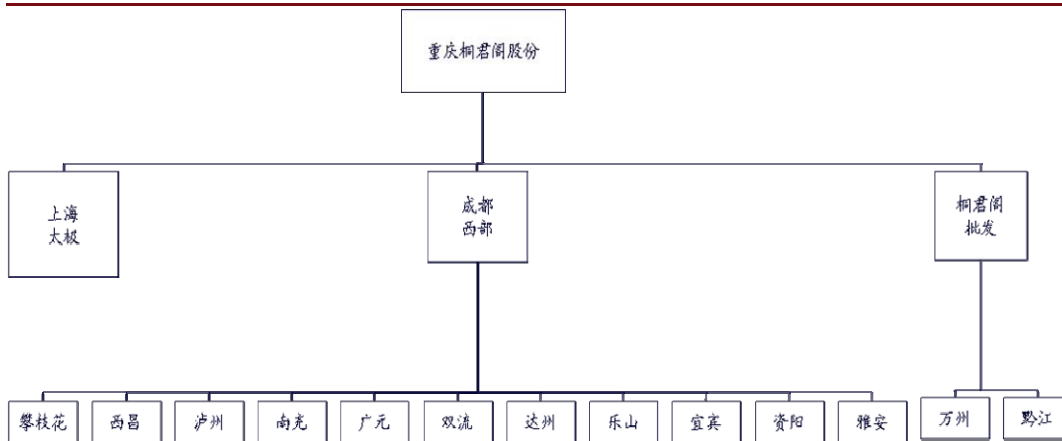 重庆桐君阁股份
上海
太极
成都
西部
桐君阁
批发
攀枝花
西昌
泸州
南充
广元
双流
达州
乐山
宜宾
资阳
雅安
万州
黔江